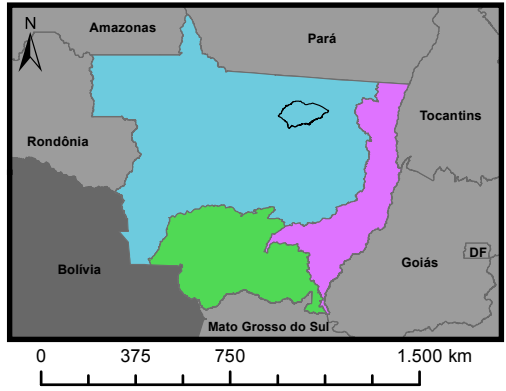 N
Amazonas
Pará
Tocantins
Rondônia
Bolívia
Goiás
DF
Mato Grosso do Sul
0 375 750 1.500 km